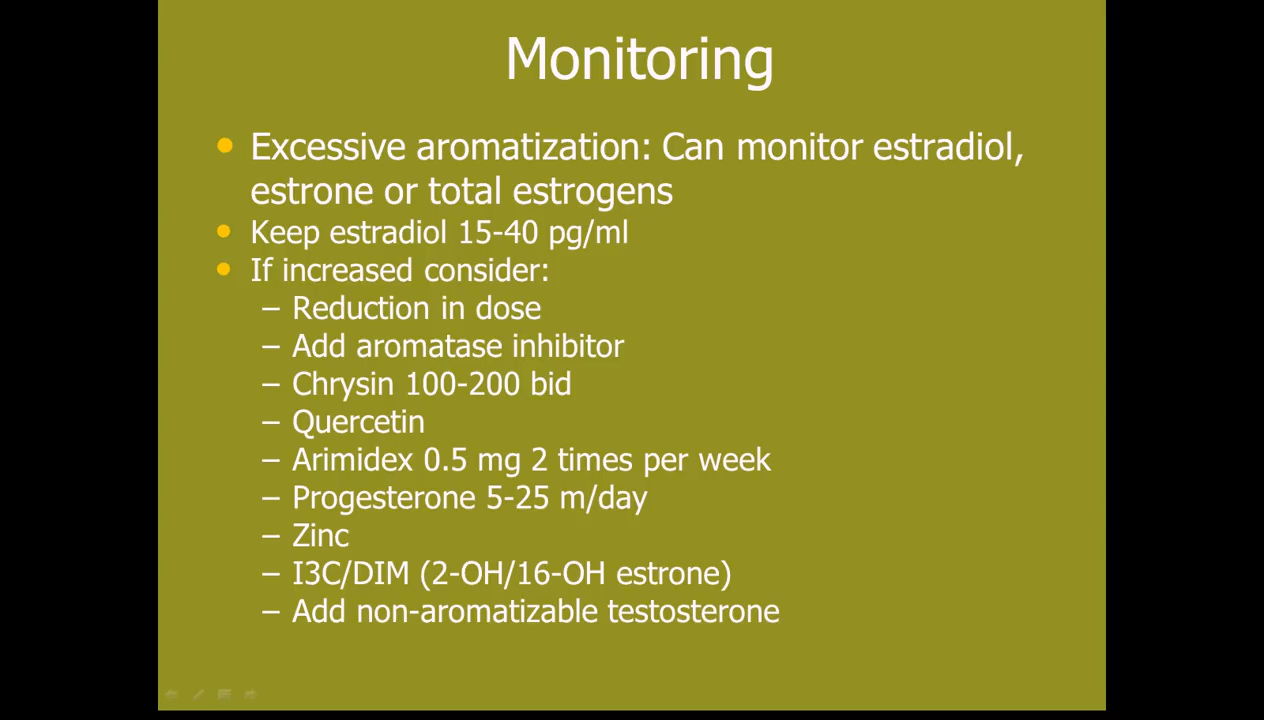 Monitoring
• Excessive aromatization: Can monitor estradiol,
estrone or total estrogens
• Keep estradiol 15-40 pg/ml
• If increased consider:
– Reduction in dose
– Add aromatase inhibitor
– Chrysin 100-200 bid
– Quercetin
– Arimidex 0.5 mg 2 times per week
– Progesterone 5-25 m/day
– Zinc
– I3C/DIM (2-OH/16-OH estrone)
– Add non-aromatizable testosterone